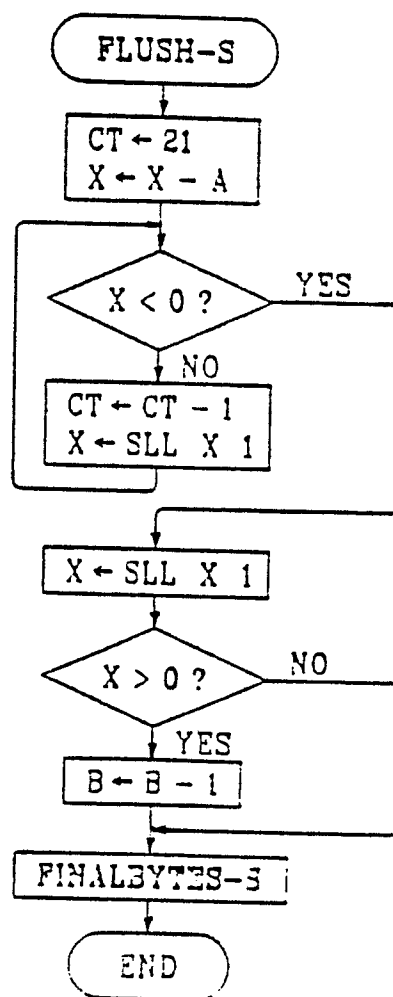 FLUSH-S
CT ← 21
X ← X - A
X < 0 ?
YES
NO
CT ← CT - 1
X ← SLL X 1
X ← SLL X 1
X > 0 ?
NO
YES
B ← B - 1
FINALBYTES-S
END